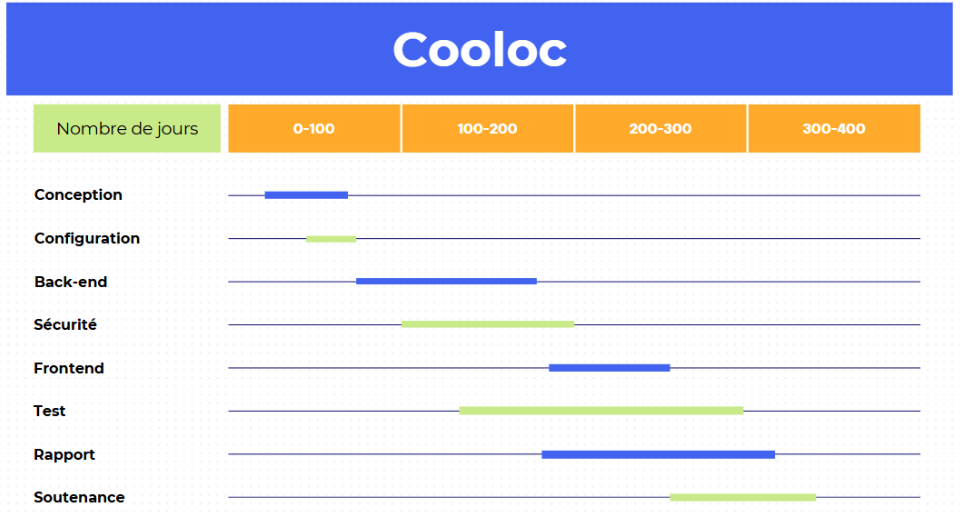 Cooloc
Nombre de jours 0-100 100-200 200-300 300-400
Conception
Configuration
Back-end
Sécurité
Frontend
Test
Rapport
Soutenance